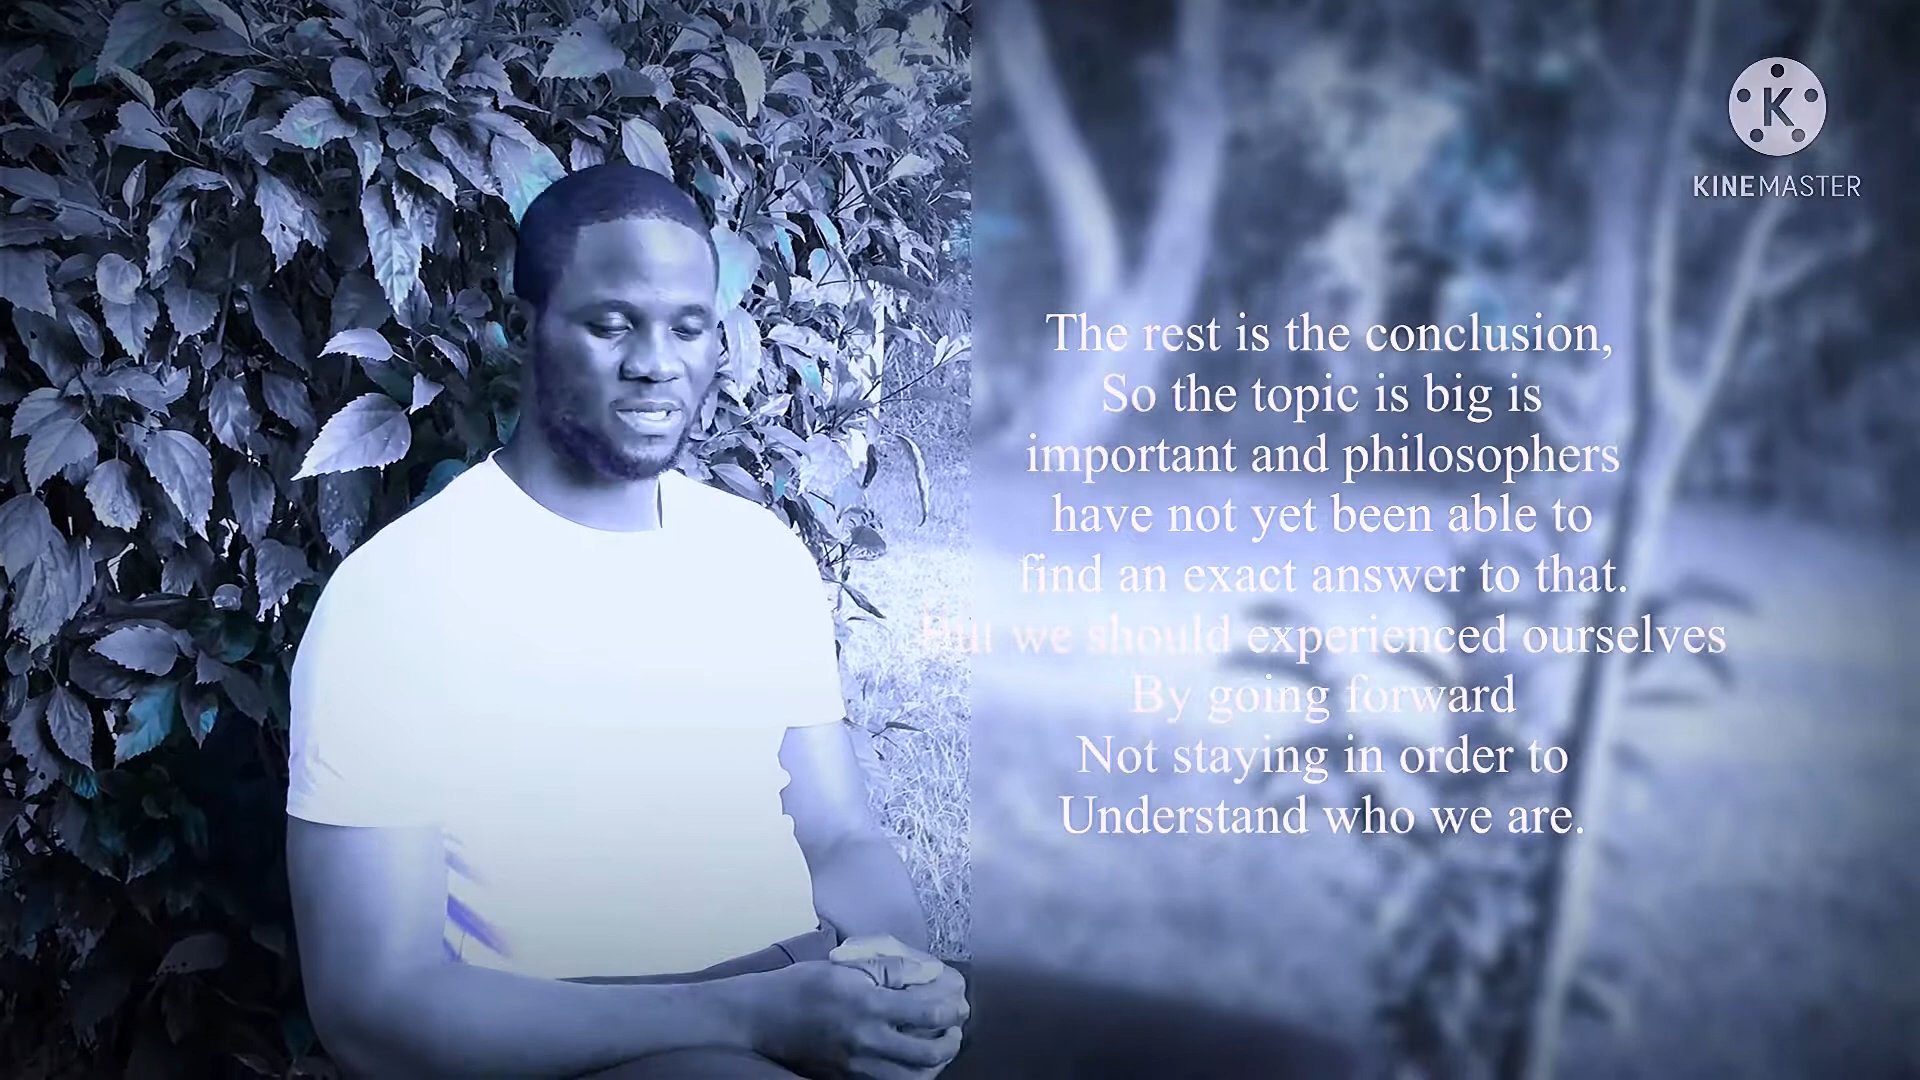 K
KINEMASTER
The rest is the conclusion,
So the topic is big is
important and philosophers
have not yet been able to
find an exact answer to that.
But we should experienced ourselves
By going forward
Not staying in order to
Understand who we are.